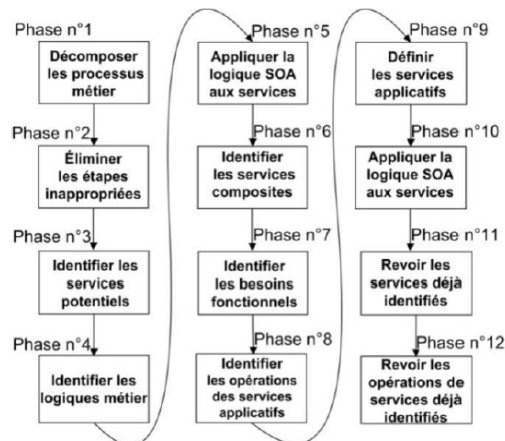 Phase n°1
Décomposer
les processus
métier
Phase n°2
Éliminer
les étapes
inappropriées
Phase n°3
Identifier les
services
potentiels
Phase n°4
Identifier les
logiques métier
Phase n°5
Appliquer la
logique SOA
aux services
Phase n°6
Identifier
les services
composites
Phase n°7
Identifier
les besoins
fonctionnels
Phase n°8
Identifier
les opérations
des services
applicatifs
Phase n°9
Définir
les services
applicatifs
Phase n°10
Appliquer la
logique SOA
aux services
Phase n°11
Revoir les
services déjà
identifiés
Phase n°12
Revoir les
opérations de
services déjà
identifiés